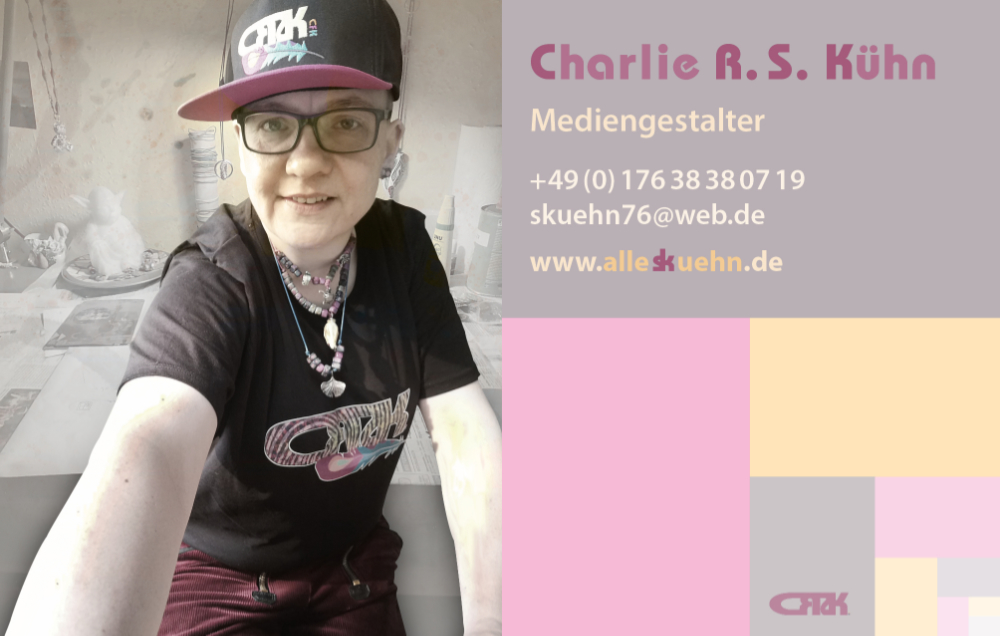 Charlie R. S. Kühn
Mediengestalter
+49 (0) 176 38 38 07 19
skuehn76@web.de
www.alleskuehn.de